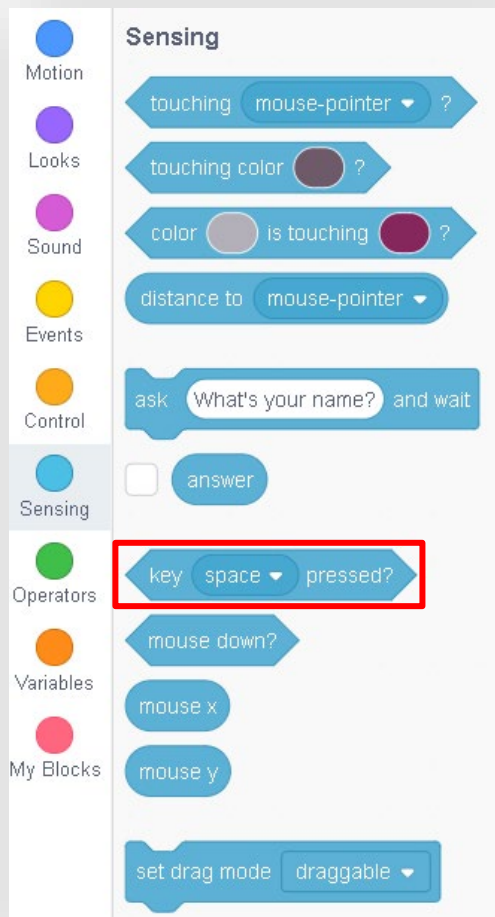 Motion
Looks
Sound
Events
Control
Sensing
Operators
Variables
My Blocks
Sensing
touching mouse-pointer ?
touching color ?
color is touching ?
distance to mouse-pointer
ask What's your name? and wait
answer
key space pressed?
mouse down?
mouse x
mouse y
set drag mode draggable